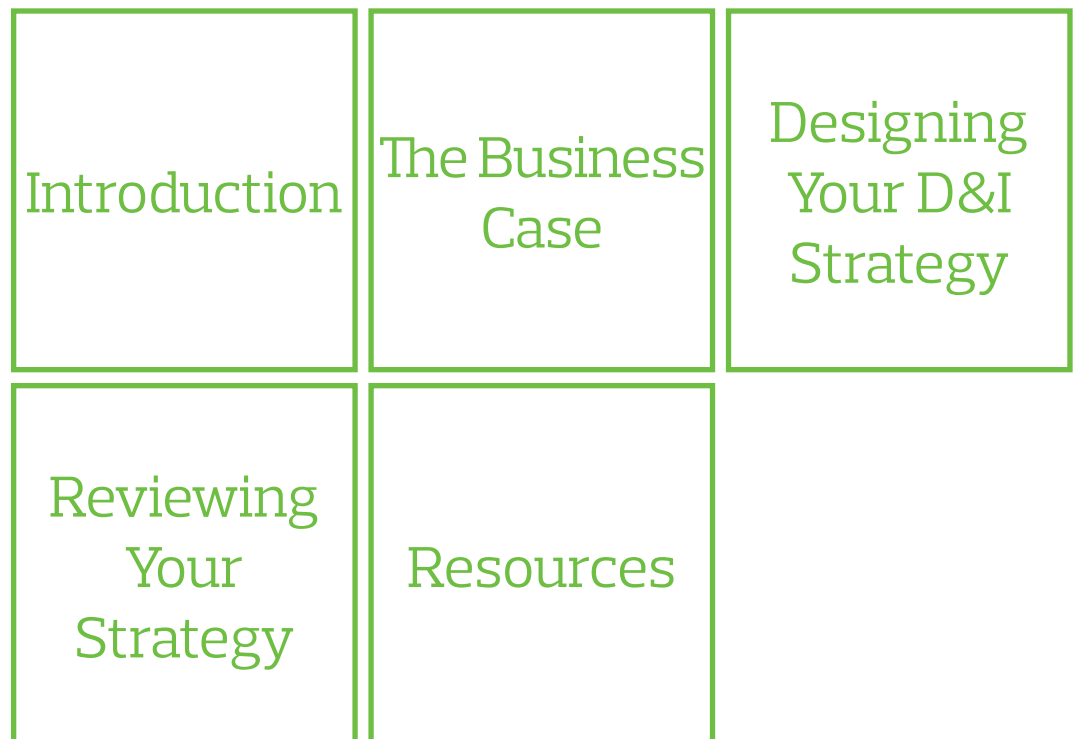 Introduction
The Business
Case
Designing
Your D&I
Strategy
Reviewing
Your
Strategy
Resources